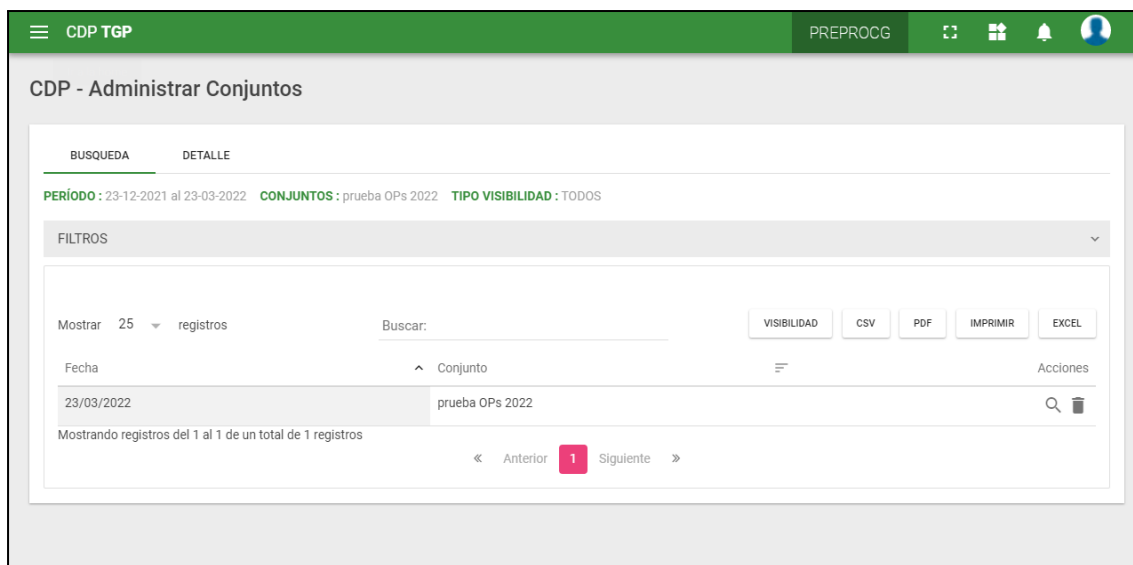 CDP TGP PREPROCG
CDP - Administrar Conjuntos
BUSQUEDA DETALLE
PERÍODO : 23-12-2021 al 23-03-2022 CONJUNTOS : prueba OPs 2022 TIPO VISIBILIDAD : TODOS
FILTROS
Mostrar 25 registros Buscar: VISIBILIDAD CSV PDF IMPRIMIR EXCEL
Fecha Conjunto Acciones
23/03/2022 prueba OPs 2022
Mostrando registros del 1 al 1 de un total de 1 registros
« Anterior 1 Siguiente »